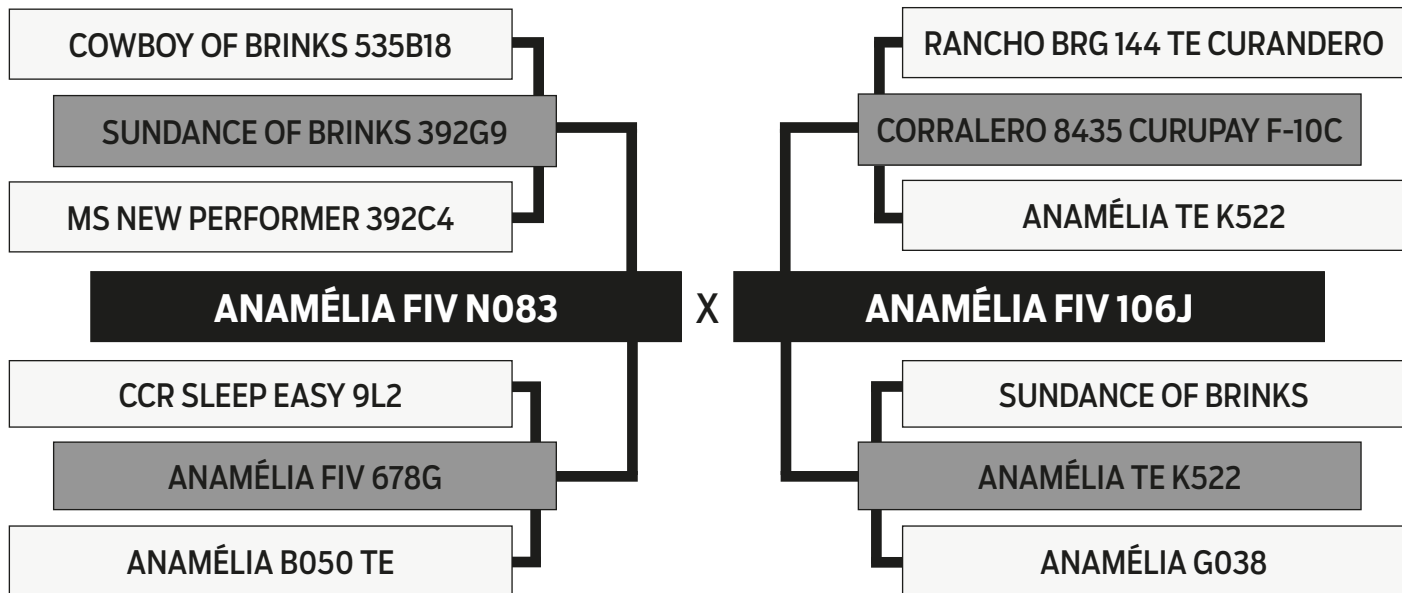 COWBOY OF BRINKS 535B18
SUNDANCE OF BRINKS 392G9
MS NEW PERFORMER 392C4
ANAMÉLIA FIV N083
CCR SLEEP EASY 9L2
ANAMÉLIA FIV 678G
ANAMÉLIA B050 TE
X
RANCHO BRG 144 TE CURANDERO
CORRALERO 8435 CURUPAY F-10C
ANAMÉLIA TE K522
ANAMÉLIA FIV 106J
SUNDANCE OF BRINKS
ANAMÉLIA TE K522
ANAMÉLIA G038